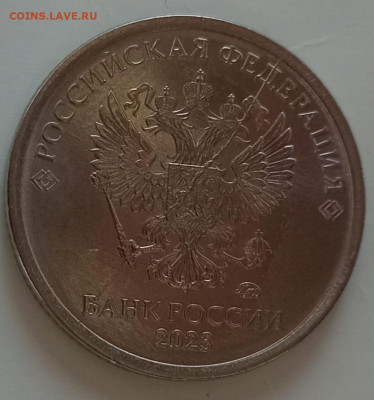 COINS.LAVE.RU
РОССИЙСКАЯ ФЕДЕРАЦИЯ
БАНК РОССИИ
2023